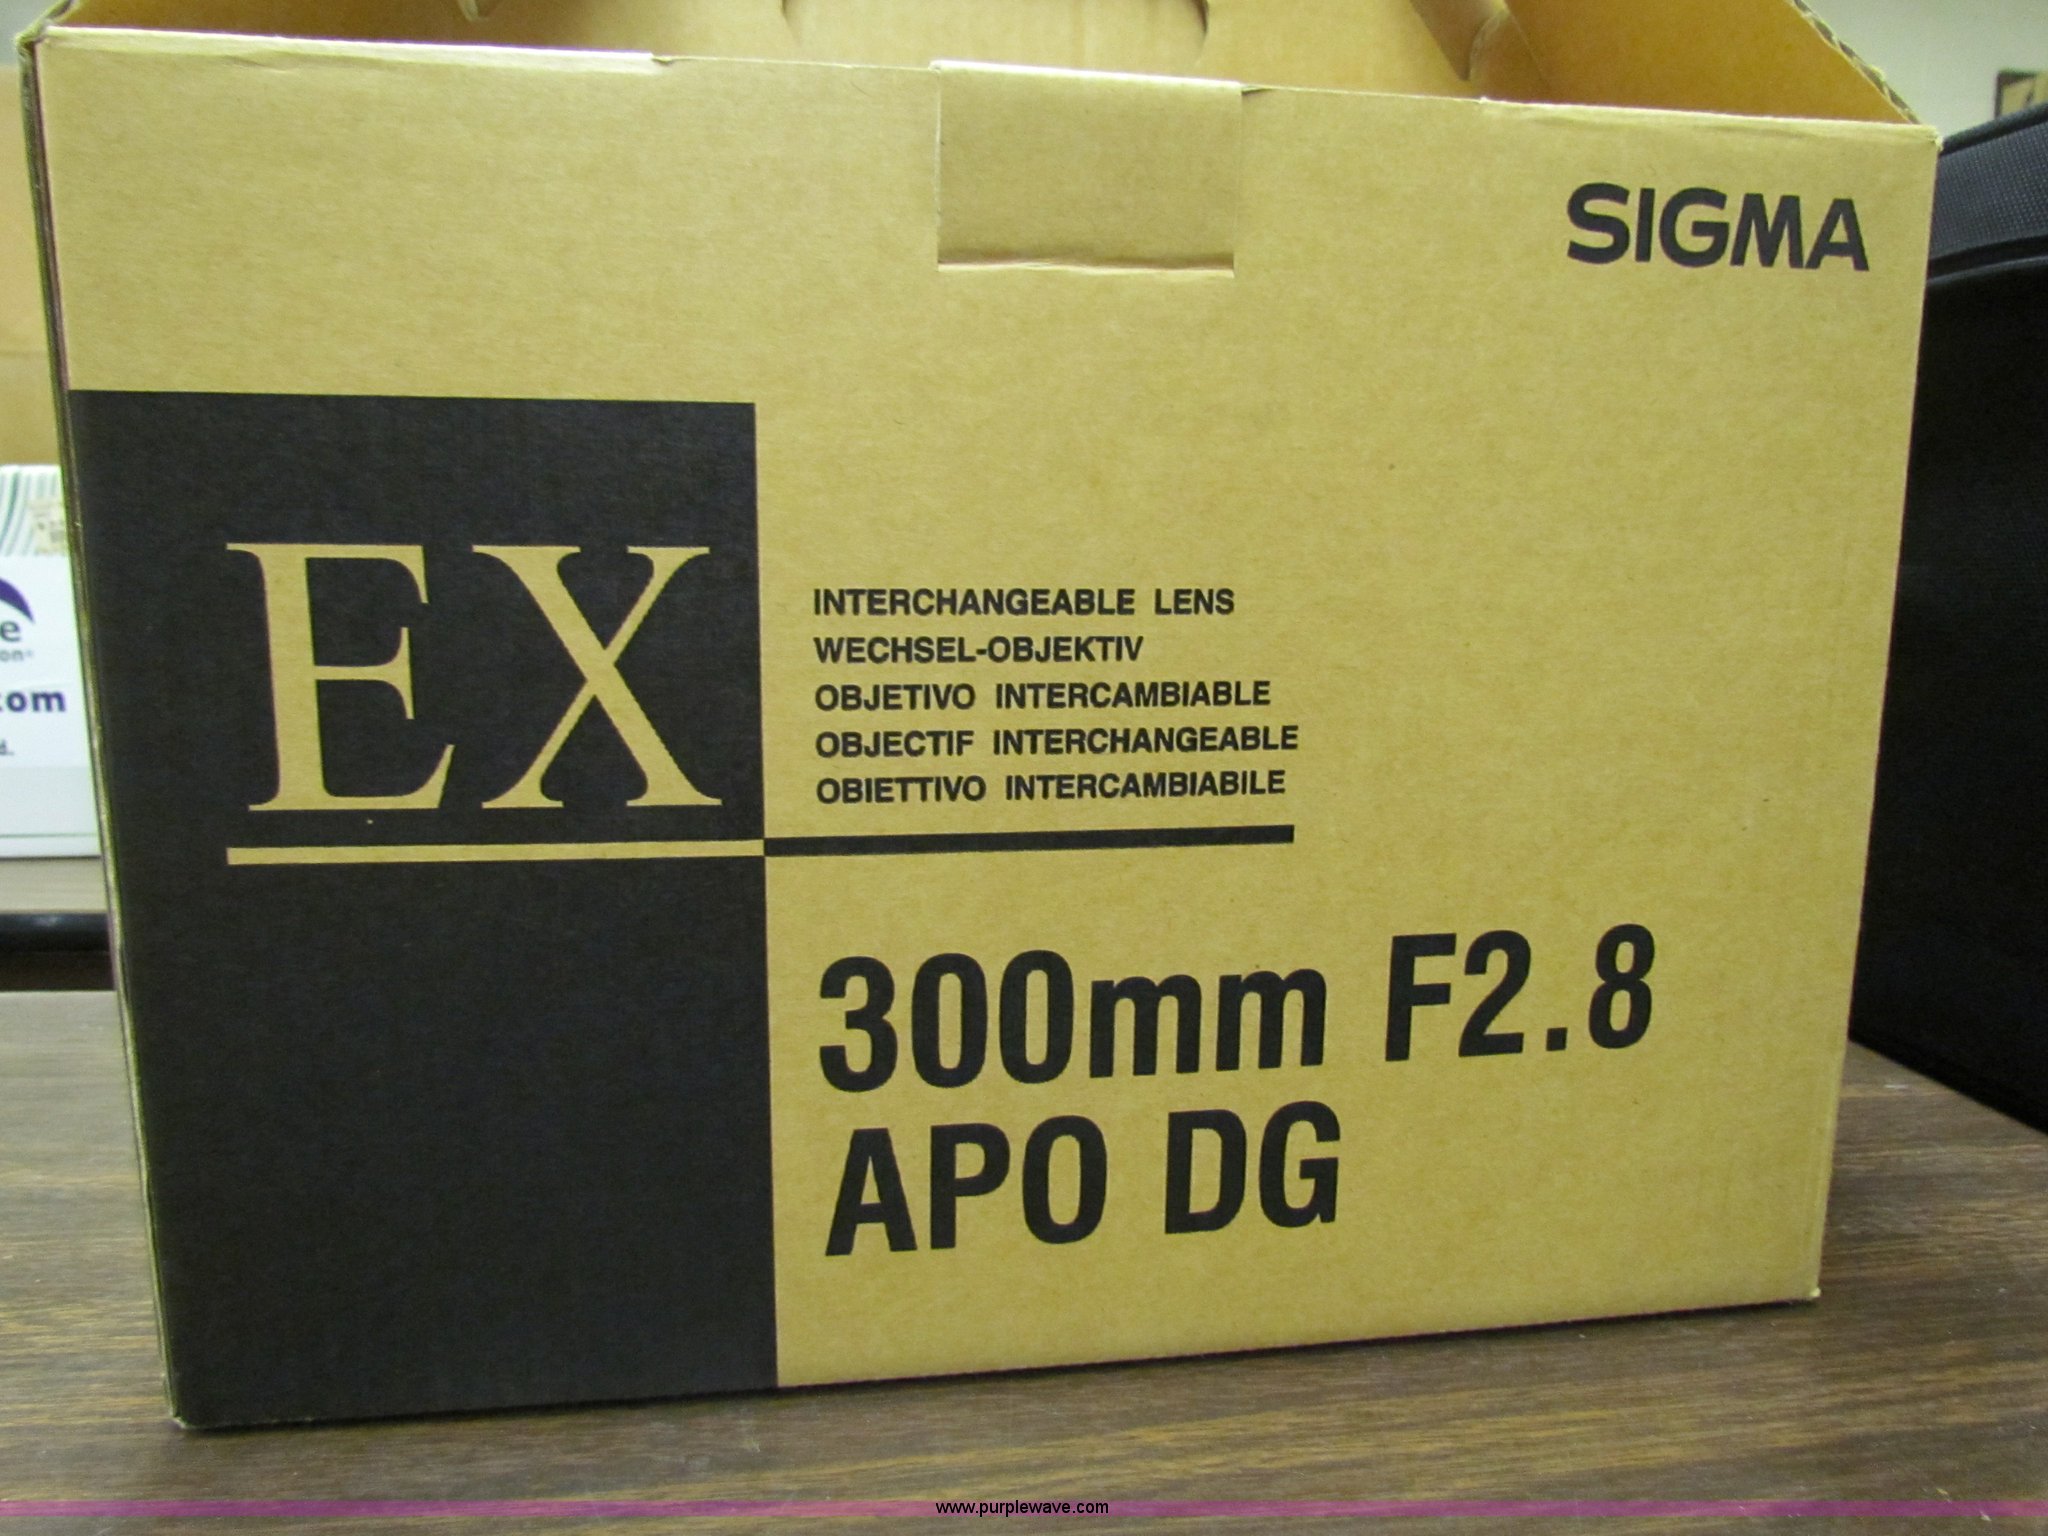 SIGMA
EX
INTERCHANGEABLE LENS
WECHSEL-OBJEKTIV
OBJETIVO INTERCAMBIABLE
OBJECTIF INTERCHANGEABLE
OBIETTIVO INTERCAMBIABILE
300mm F2.8
APO DG
www.purplewave.com